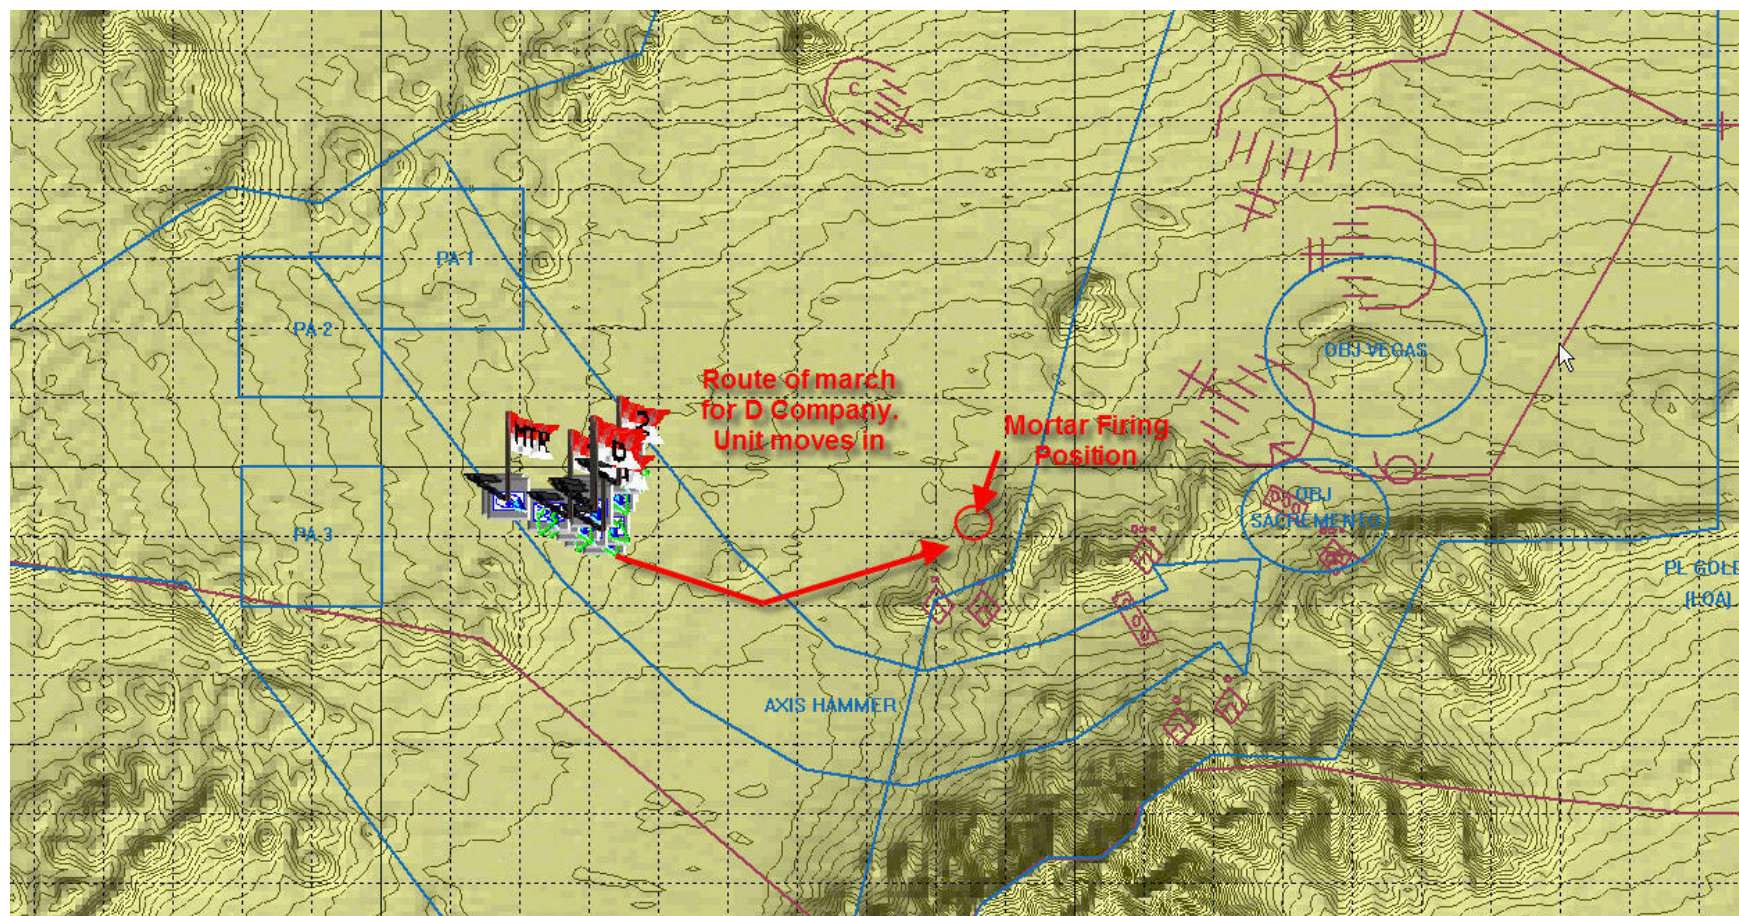 C
PA 1
PA 2
OBJ VEGAS
Route of march
for D Company.
Unit moves in
MTR
D
Mortar Firing
Position
OBJ
SACREMENTO
PA 3
PL GOLD
(LOA)
AXIS HAMMER